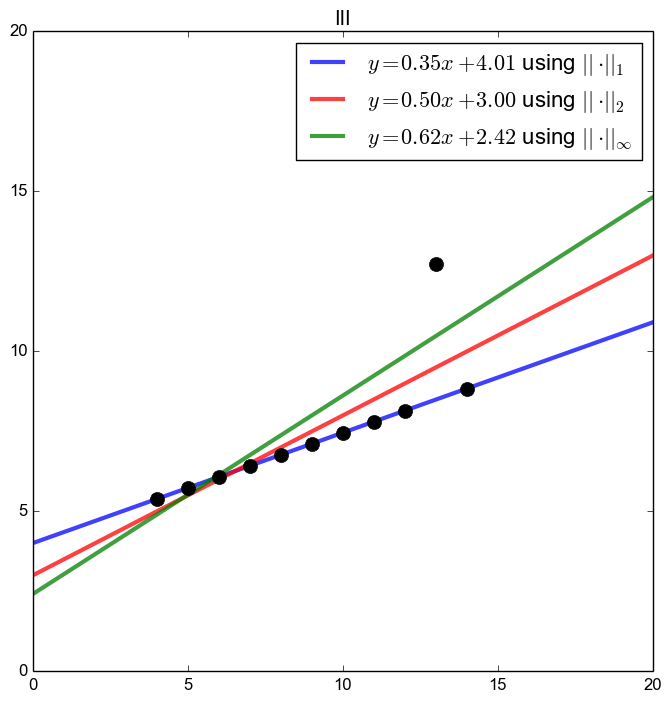 III
20
y=0.35x+4.01 using ||·||₁
y=0.50x+3.00 using ||·||₂
y=0.62x+2.42 using ||·||∞
15
10
5
0
0 5 10 15 20